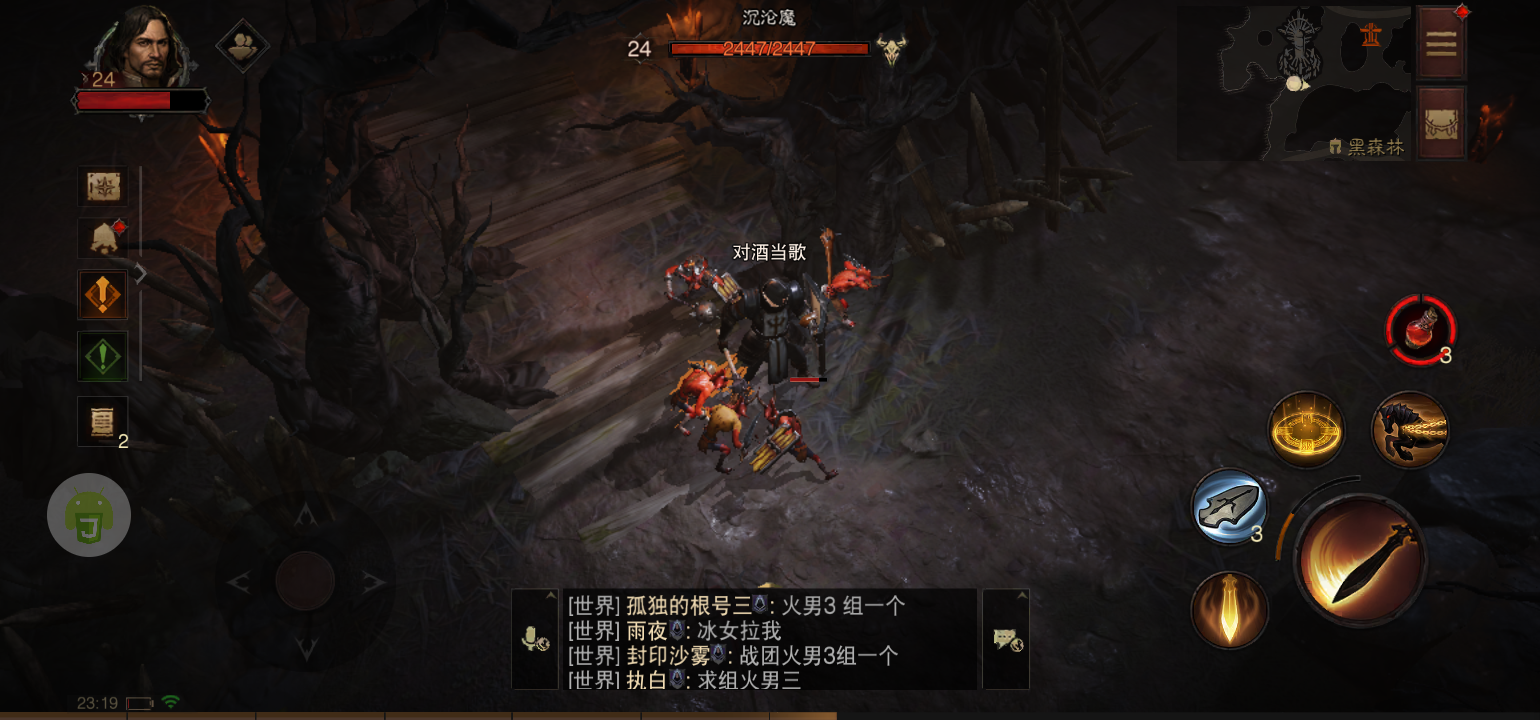 沉沦魔
24
24
2447/2447
黑森林
对酒当歌
3
2
3
[世界] 孤独的根号三: 火男3 组一个
[世界] 雨夜: 冰女拉我
[世界] 封印沙雾: 战团火男3组一个
[世界] 执白: 求组火男三
23:19